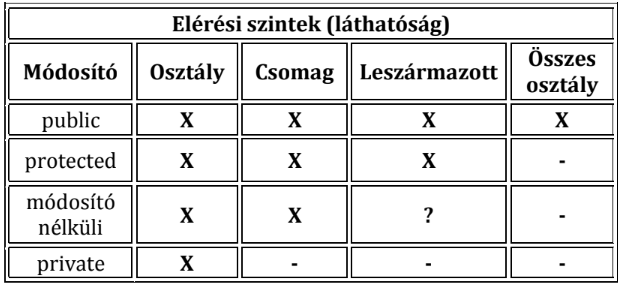 Elérési szintek (láthatóság)
Módosító Osztály Csomag Leszármazott Összes osztály
public X X X X
protected X X X -
módosító nélküli X X ? -
private X - - -